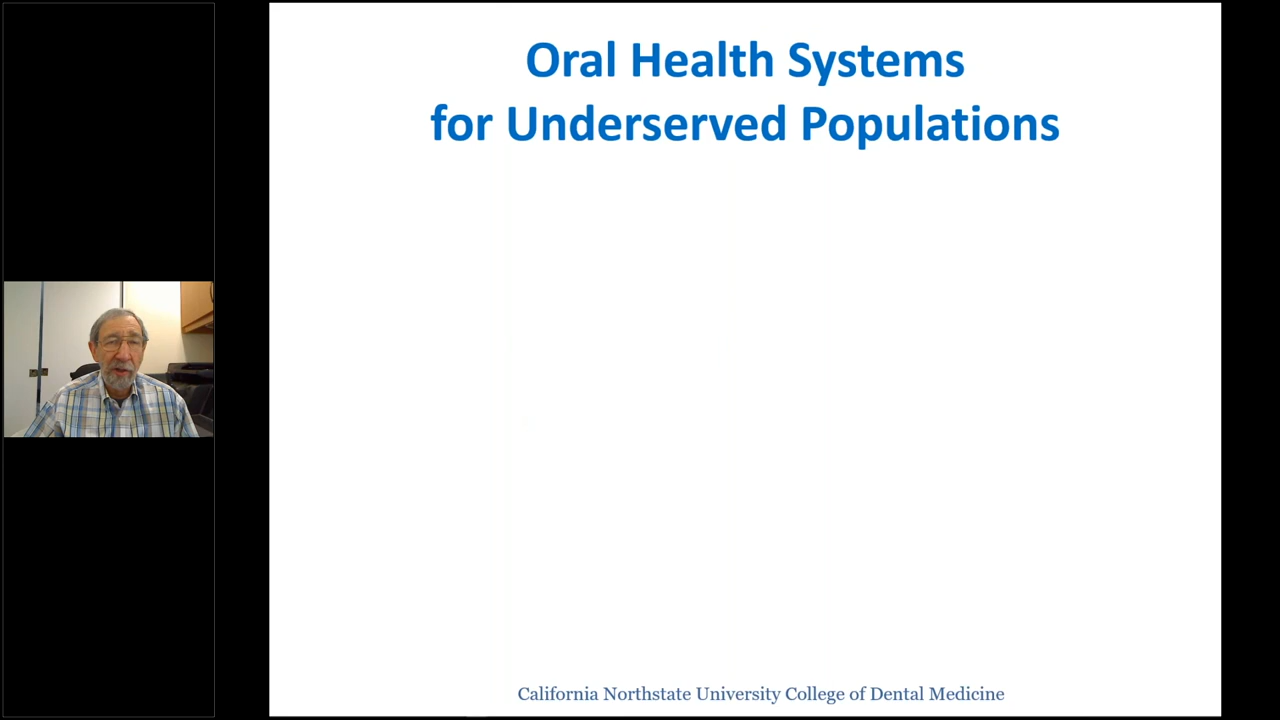 Oral Health Systems
for Underserved Populations
California Northstate University College of Dental Medicine